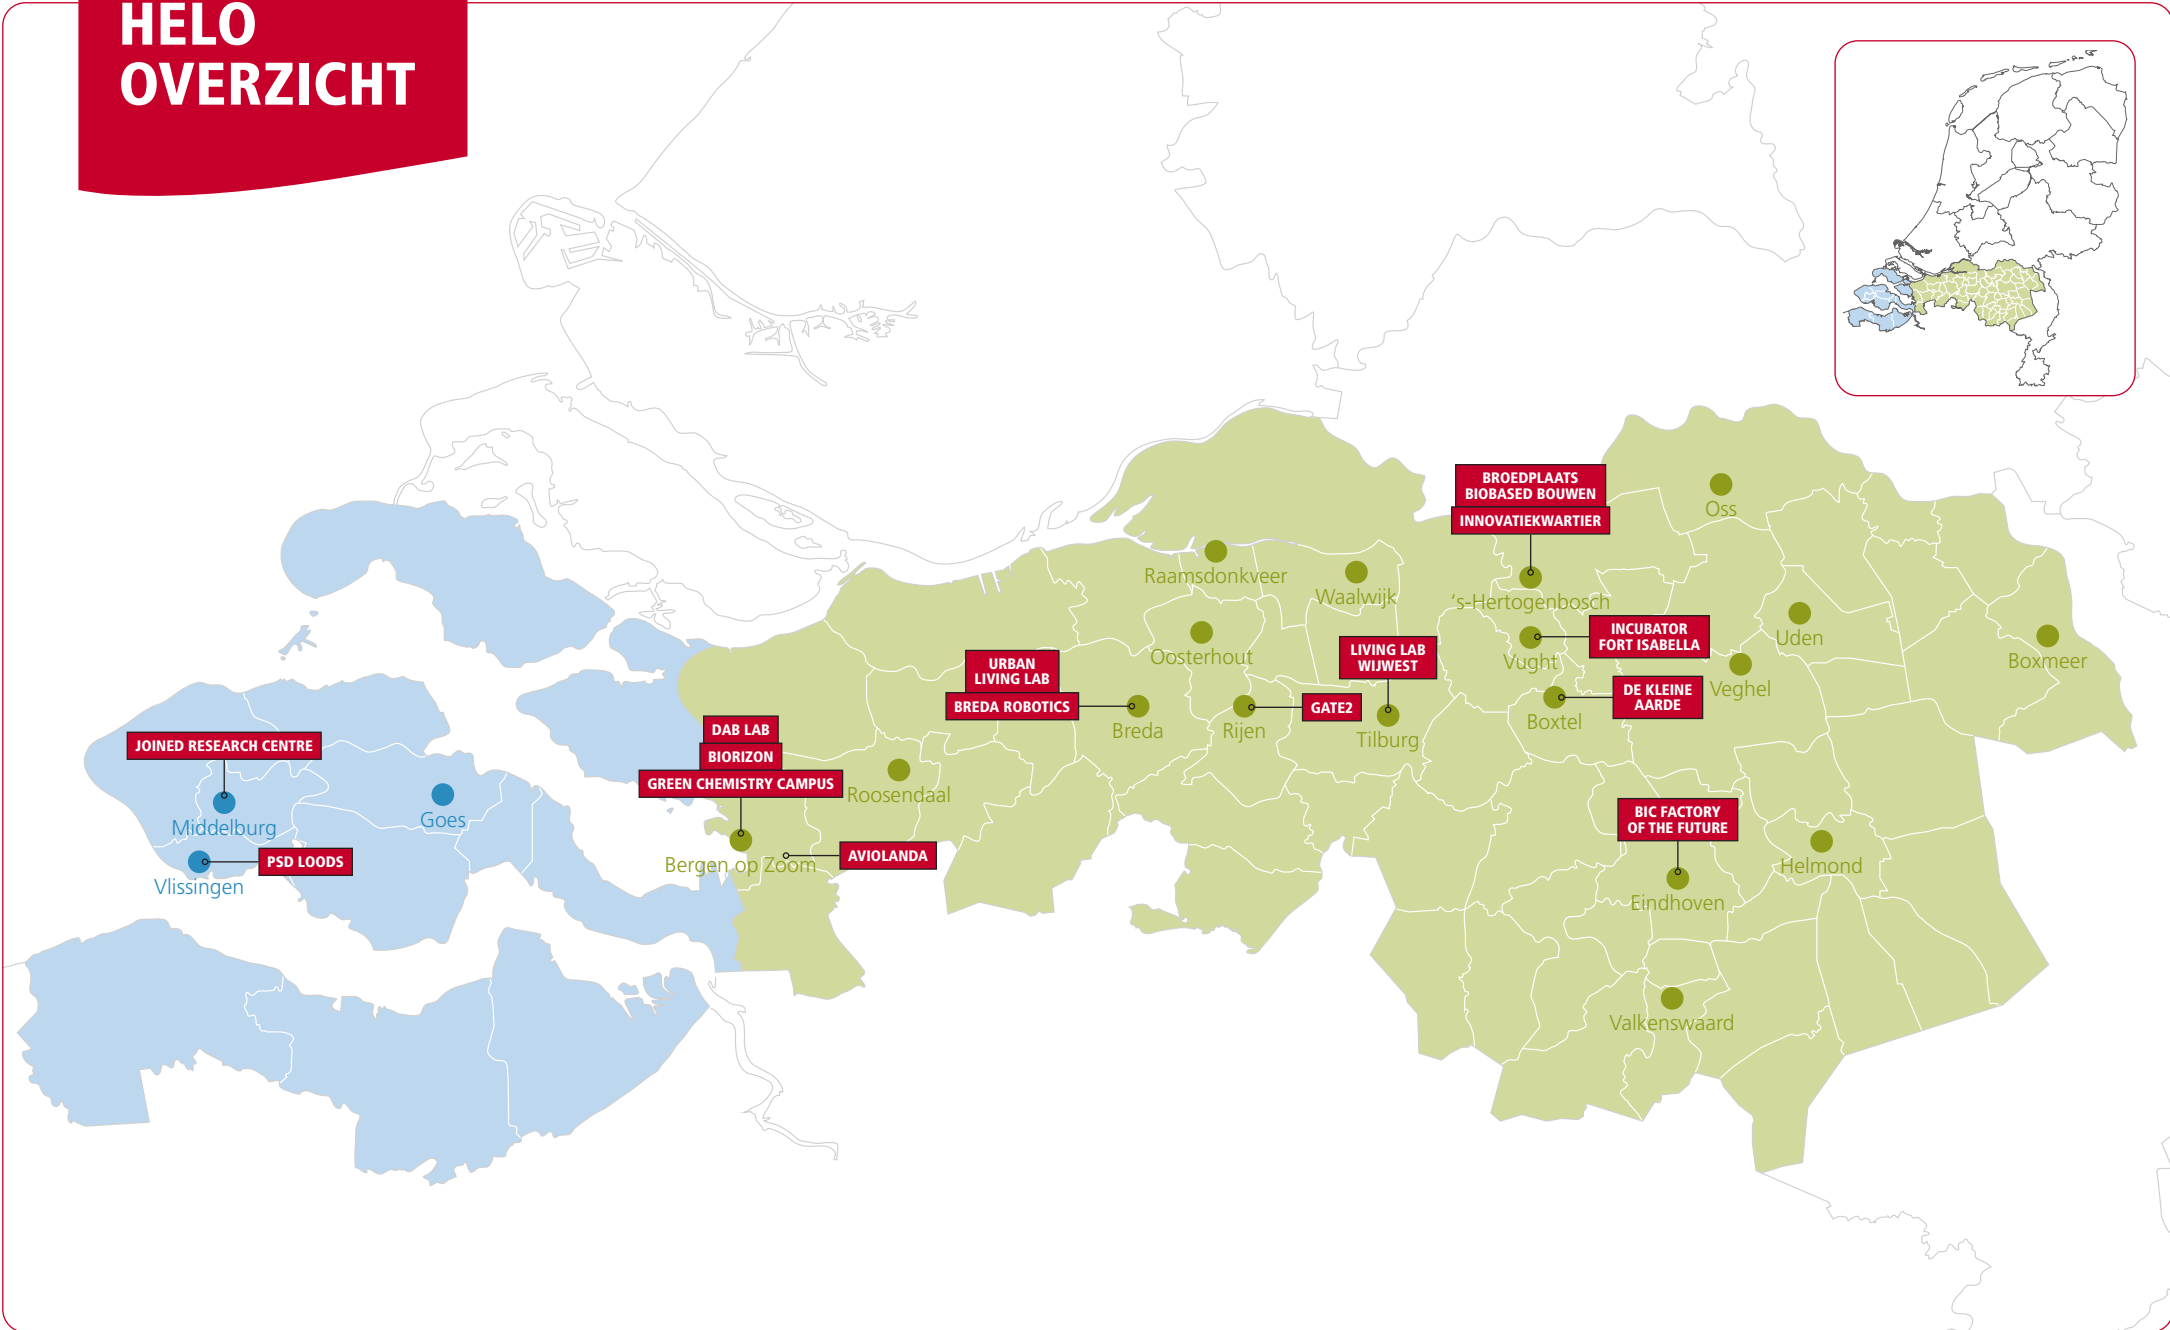 HELO
OVERZICHT
BROEDPLAATS
BIOBASED BOUWEN
INNOVATIEKWARTIER
Oss
Raamsdonkveer
Waalwijk
's-Hertogenbosch
Uden
INCUBATOR
FORT ISABELLA
Oosterhout
LIVING LAB
WIJWEST
Vught
Boxmeer
URBAN
LIVING LAB
BREDA ROBOTICS
Veghel
DE KLEINE
AARDE
GATE2
Boxtel
Breda
Rijen
Tilburg
DAB LAB
BIORIZON
GREEN CHEMISTRY CAMPUS
JOINED RESEARCH CENTRE
Roosendaal
Goes
Middelburg
BIC FACTORY
OF THE FUTURE
PSD LOODS
Bergen op Zoom
AVIOLANDA
Helmond
Vlissingen
Eindhoven
Valkenswaard